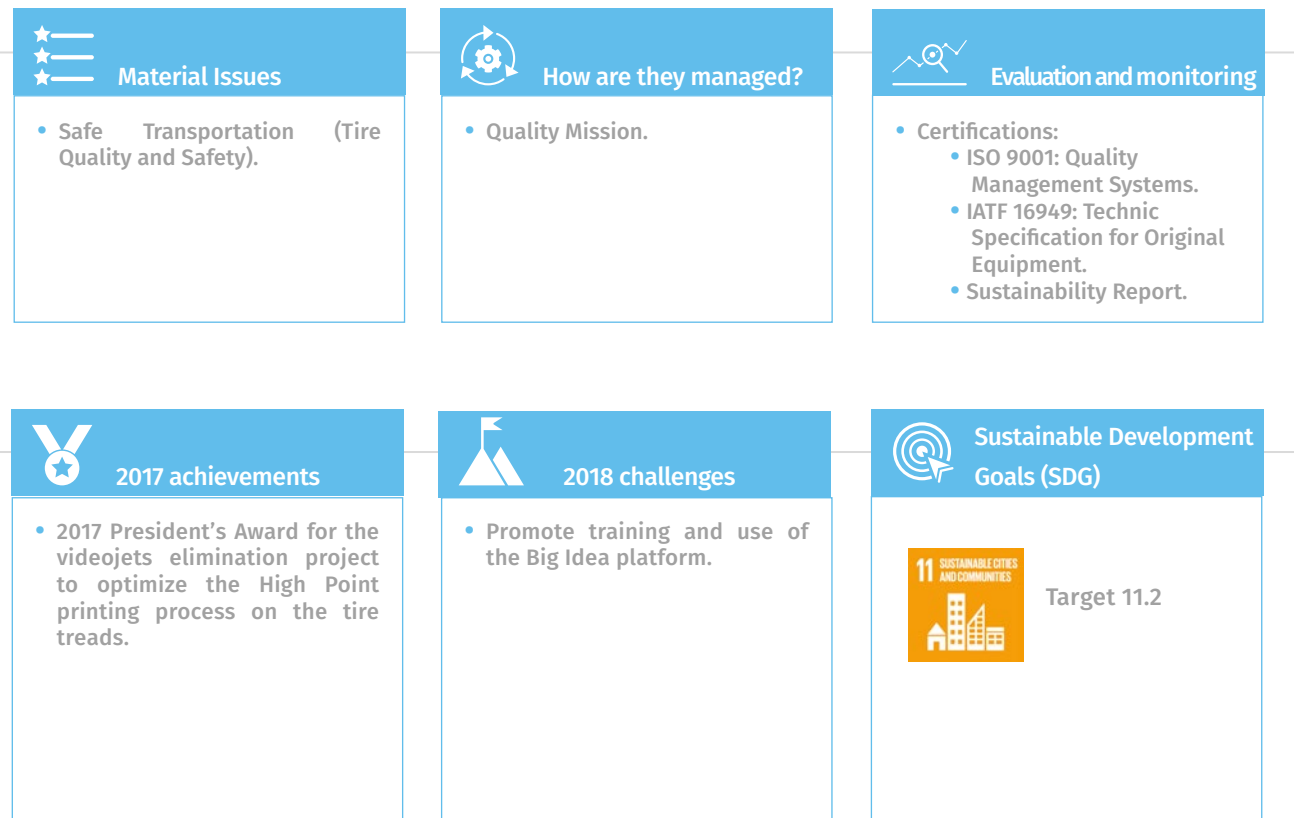 Material Issues
• Safe Transportation (Tire
Quality and Safety).
How are they managed?
• Quality Mission.
Evaluation and monitoring
• Certifications:
• ISO 9001: Quality
Management Systems.
• IATF 16949: Technic
Specification for Original
Equipment.
• Sustainability Report.
2017 achievements
• 2017 President’s Award for the
videojets elimination project
to optimize the High Point
printing process on the tire
treads.
2018 challenges
• Promote training and use of
the Big Idea platform.
Sustainable Development
Goals (SDG)
11 SUSTAINABLE CITIES
AND COMMUNITIES
Target 11.2